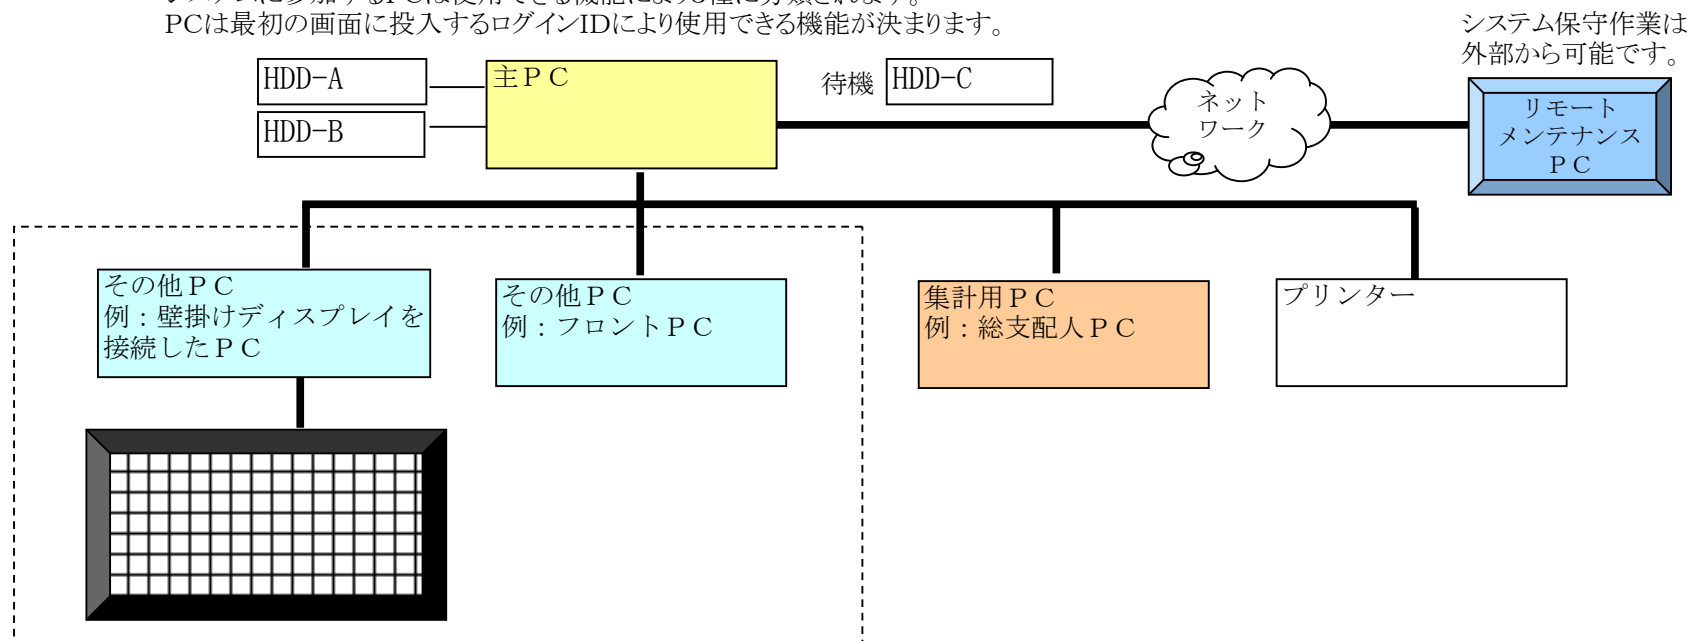 PCは最初の画面に投入するログインIDにより使用できる機能が決まります。
システム保守作業は
外部から可能です。
HDD-A
HDD-B
主ＰＣ
待機
HDD-C
ネット
ワーク
リモート
メンテナンス
ＰＣ
その他ＰＣ
例：壁掛けディスプレイを
接続したＰＣ
その他ＰＣ
例：フロントＰＣ
集計用ＰＣ
例：総支配人ＰＣ
プリンター